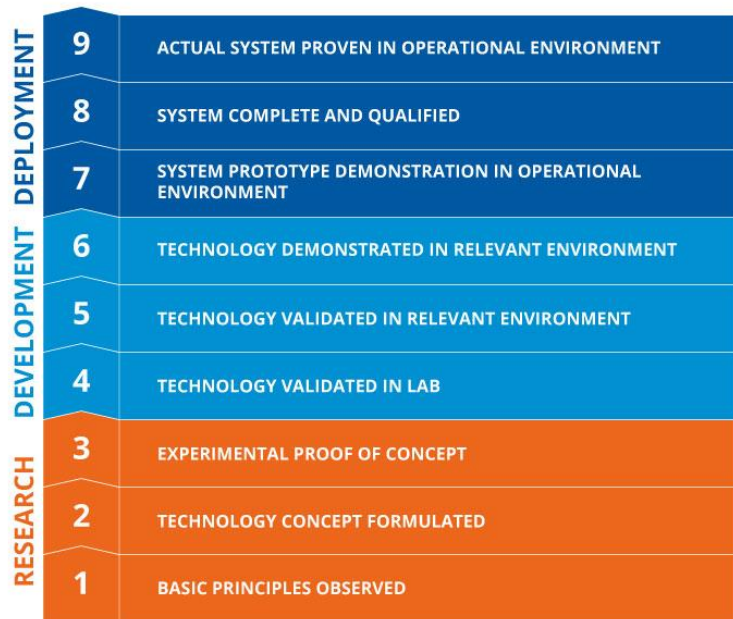 DEPLOYMENT
9
ACTUAL SYSTEM PROVEN IN OPERATIONAL ENVIRONMENT
8
SYSTEM COMPLETE AND QUALIFIED
7
SYSTEM PROTOTYPE DEMONSTRATION IN OPERATIONAL
ENVIRONMENT
DEVELOPMENT
6
TECHNOLOGY DEMONSTRATED IN RELEVANT ENVIRONMENT
5
TECHNOLOGY VALIDATED IN RELEVANT ENVIRONMENT
4
TECHNOLOGY VALIDATED IN LAB
RESEARCH
3
EXPERIMENTAL PROOF OF CONCEPT
2
TECHNOLOGY CONCEPT FORMULATED
1
BASIC PRINCIPLES OBSERVED